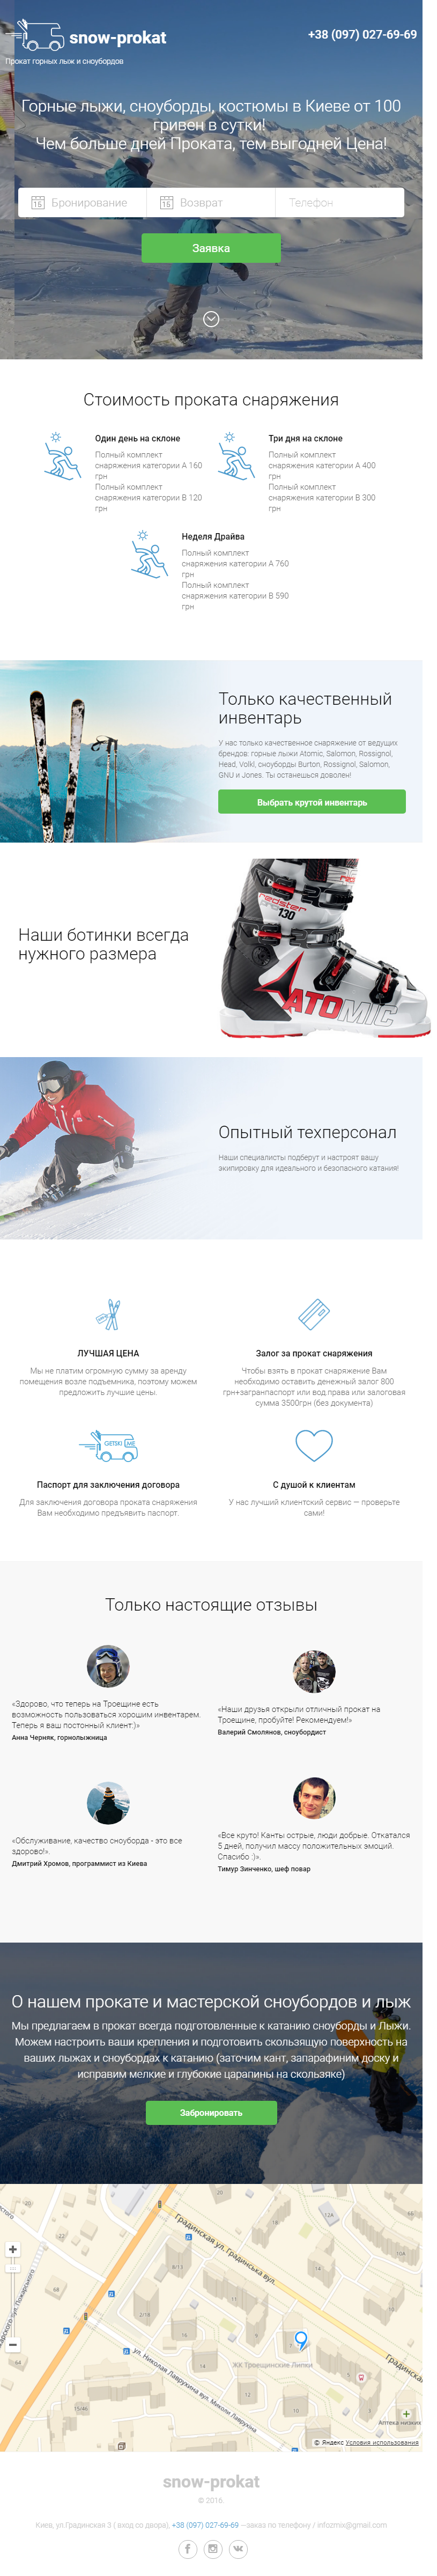 snow-prokat
+38 (097) 027-69-69
Прокат горных лыж и сноубордов
Горные лыжи, сноуборды, костюмы в Киеве от 100
гривен в сутки!
Чем больше дней Проката, тем выгодней Цена!
Бронирование
Возврат
Телефон
Заявка
Стоимость проката снаряжения
Один день на склоне
Полный комплект
снаряжения категории А 160
грн
Полный комплект
снаряжения категории В 120
грн
Три дня на склоне
Полный комплект
снаряжения категории А 400
грн
Полный комплект
снаряжения категории В 300
грн
Неделя Драйва
Полный комплект
снаряжения категории А 760
грн
Полный комплект
снаряжения категории В 590
грн
Только качественный
инвентарь
У нас только качественное снаряжение от ведущих
брендов: горные лыжи Atomic, Salomon, Rossignol,
Head, Volkl, сноуборды Burton, Rossignol, Salomon,
GNU и Jones. Ты останешься доволен!
Выбрать крутой инвентарь
Наши ботинки всегда
нужного размера
redster
130
ATOMIC
Опытный техперсонал
Наши специалисты подберут и настроят вашу
экипировку для идеального и безопасного катания!
ЛУЧШАЯ ЦЕНА
Мы не платим огромную сумму за аренду
помещения возле подъемника, поэтому можем
предложить лучшие цены.
Залог за прокат снаряжения
Чтобы взять в прокат снаряжение Вам
необходимо оставить денежный залог 800
грн+загранпаспорт или вод.права или залоговая
сумма 3500грн (без документа)
GETSKI ME
Паспорт для заключения договора
Для заключения договора проката снаряжения
Вам необходимо предъявить паспорт.
С душой к клиентам
У нас лучший клиентский сервис — проверьте
сами!
Только настоящие отзывы
«Здорово, что теперь на Троещине есть
возможность пользоваться хорошим инвентарем.
Теперь я ваш постонный клиент:)»
Анна Черняк, горнолыжница
«Наши друзья открыли отличный прокат на
Троещине, пробуйте! Рекомендуем!»
Валерий Смолянов, сноубордист
«Обслуживание, качество сноуборда - это все
здорово!».
Дмитрий Хромов, программист из Киева
«Все круто! Канты острые, люди добрые. Откатался
5 дней, получил массу положительных эмоций.
Спасибо :)».
Тимур Зинченко, шеф повар
О нашем прокате и мастерской сноубордов и лыж
Мы предлагаем в прокат всегда подготовленные к катанию сноуборды и Лыжи.
Можем настроить ваши крепления и подготовить скользящую поверхность на
ваших лыжах и сноубордах к катанию (заточим кант, запарафиним доску и
исправим мелкие и глубокие царапины на скользяке)
Забронировать
Градинская ул. Градинська вул.
ул. Николая Лаврухина вул. Миколи Лаврухіна
ЖК Троещинские Липки
Аптека низких
© Яндекс Условия использования
snow-prokat
© 2016.
Киев, ул.Градинская 3 ( вход со двора), +38 (097) 027-69-69 --заказ по телефону / infozmix@gmail.com